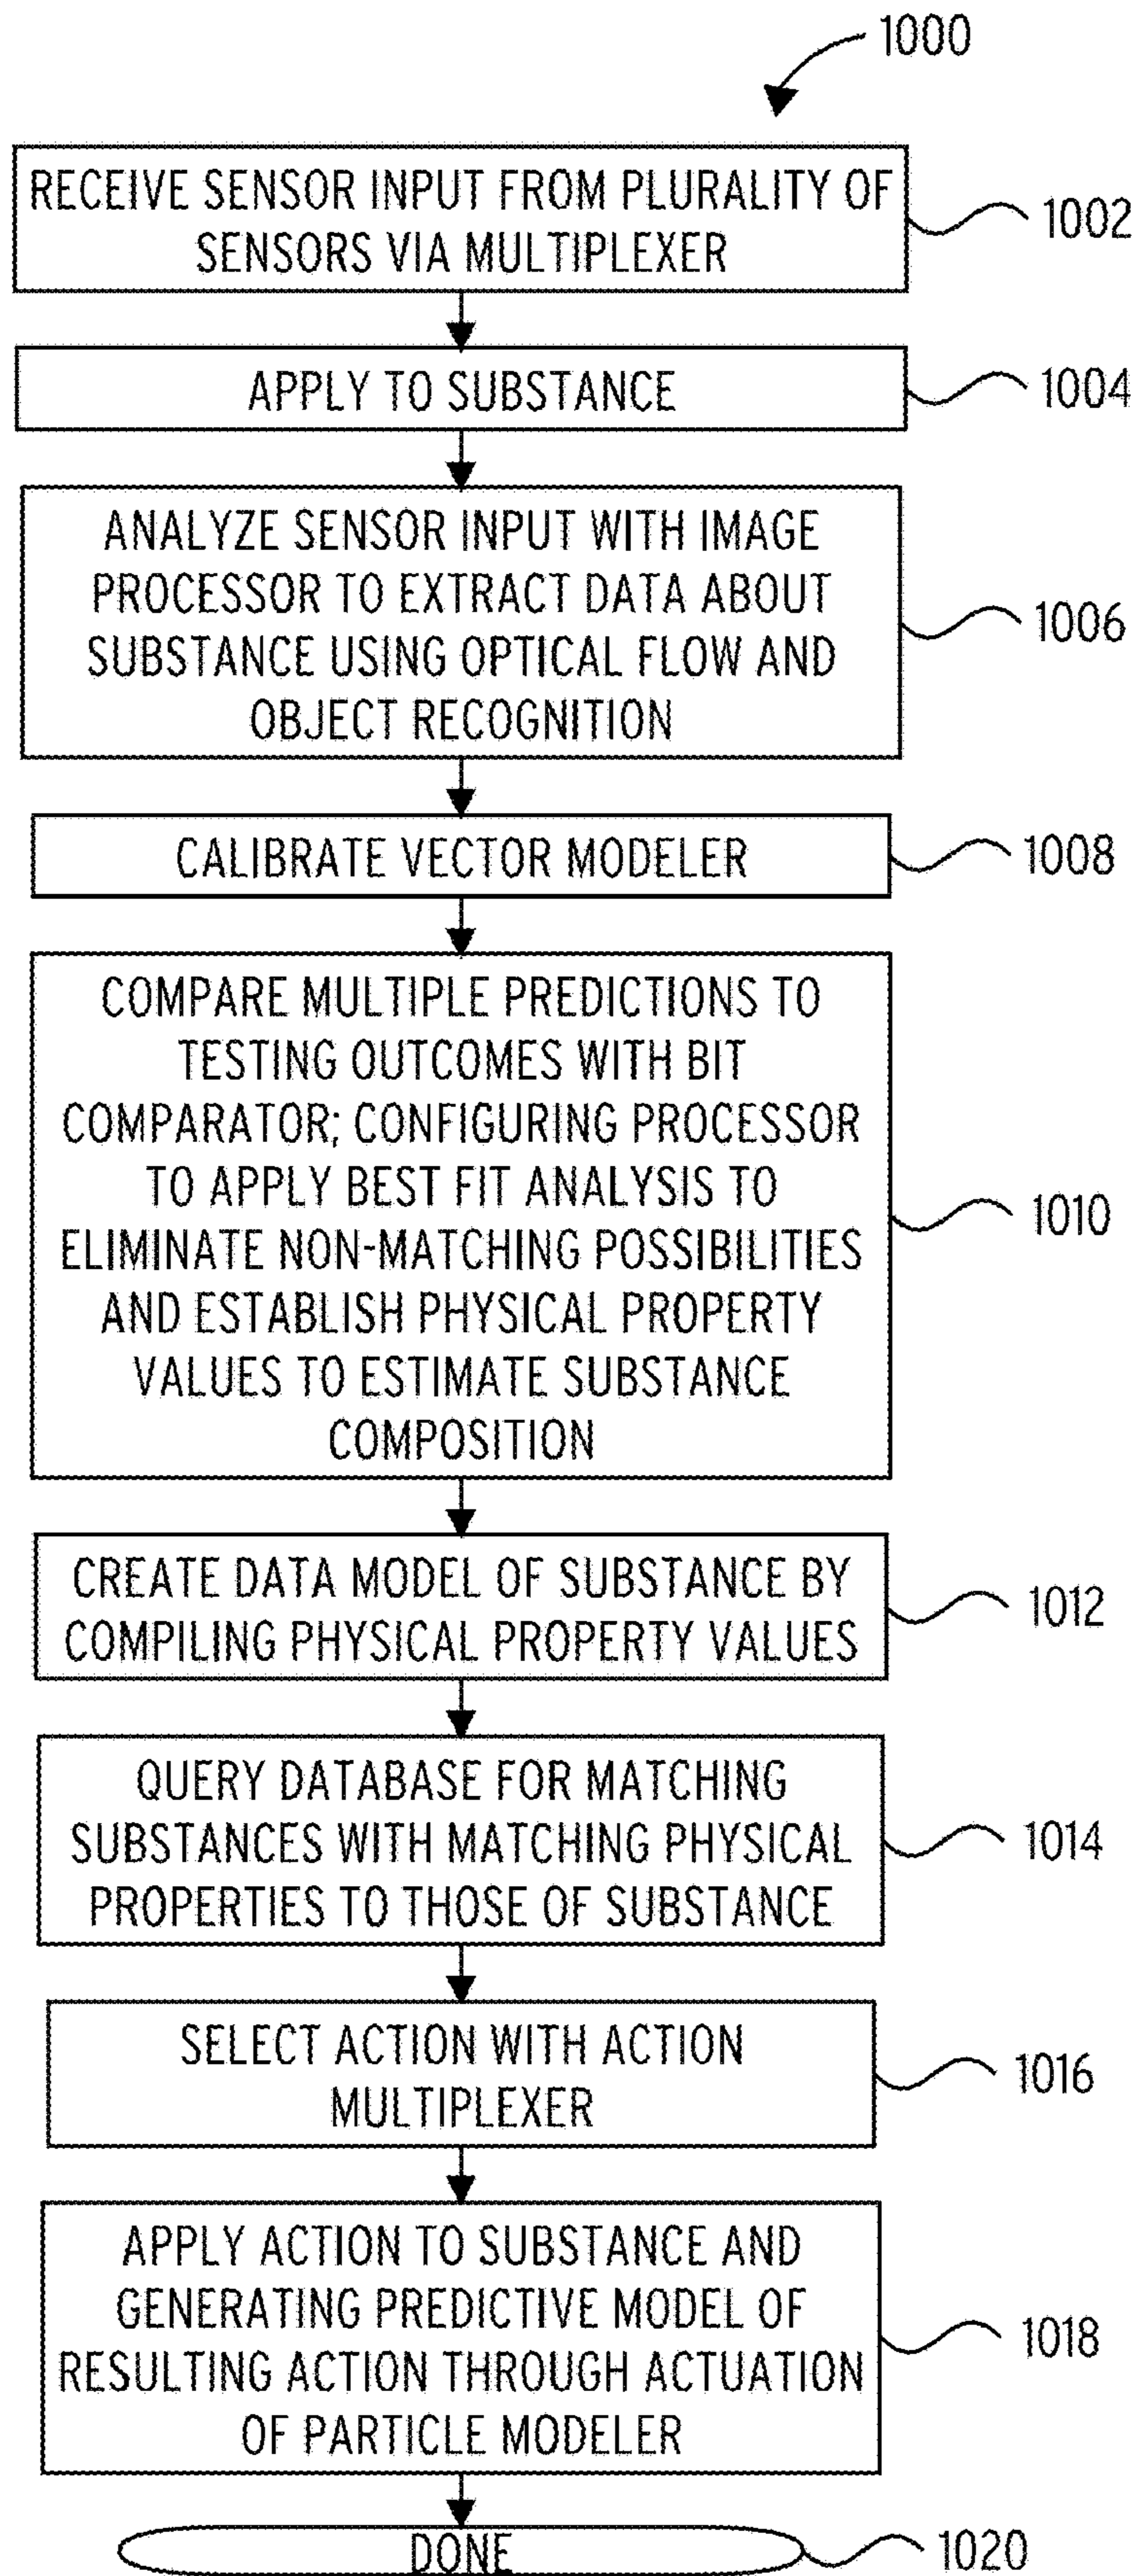 1000
RECEIVE SENSOR INPUT FROM PLURALITY OF
SENSORS VIA MULTIPLEXER
1002
APPLY TO SUBSTANCE
1004
ANALYZE SENSOR INPUT WITH IMAGE
PROCESSOR TO EXTRACT DATA ABOUT
SUBSTANCE USING OPTICAL FLOW AND
OBJECT RECOGNITION
1006
CALIBRATE VECTOR MODELER
1008
COMPARE MULTIPLE PREDICTIONS TO
TESTING OUTCOMES WITH BIT
COMPARATOR; CONFIGURING PROCESSOR
TO APPLY BEST FIT ANALYSIS TO
ELIMINATE NON-MATCHING POSSIBILITIES
AND ESTABLISH PHYSICAL PROPERTY
VALUES TO ESTIMATE SUBSTANCE
COMPOSITION
1010
CREATE DATA MODEL OF SUBSTANCE BY
COMPILING PHYSICAL PROPERTY VALUES
1012
QUERY DATABASE FOR MATCHING
SUBSTANCES WITH MATCHING PHYSICAL
PROPERTIES TO THOSE OF SUBSTANCE
1014
SELECT ACTION WITH ACTION
MULTIPLEXER
1016
APPLY ACTION TO SUBSTANCE AND
GENERATING PREDICTIVE MODEL OF
RESULTING ACTION THROUGH ACTUATION
OF PARTICLE MODELER
1018
DONE
1020